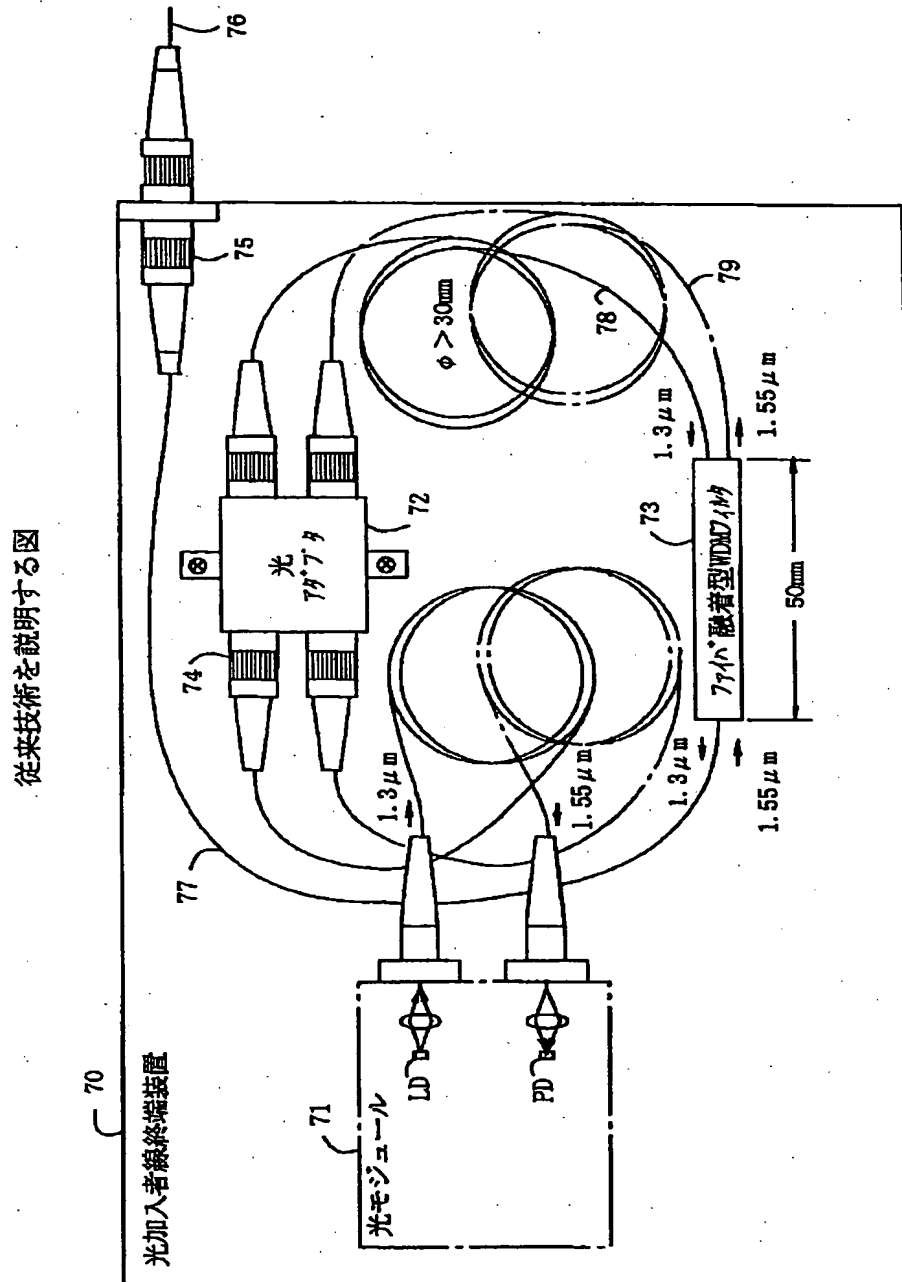 従来技術を説明する図
70
光加入者線終端装置
71
光モジュール
LD
PD
77
74
光
アダプタ
72
75
76
1.3μm
1.55μm
φ>30mm
78
79
1.3μm
1.55μm
73
ファイバ融着型WDMフィルタ
50mm
1.3μm
1.55μm